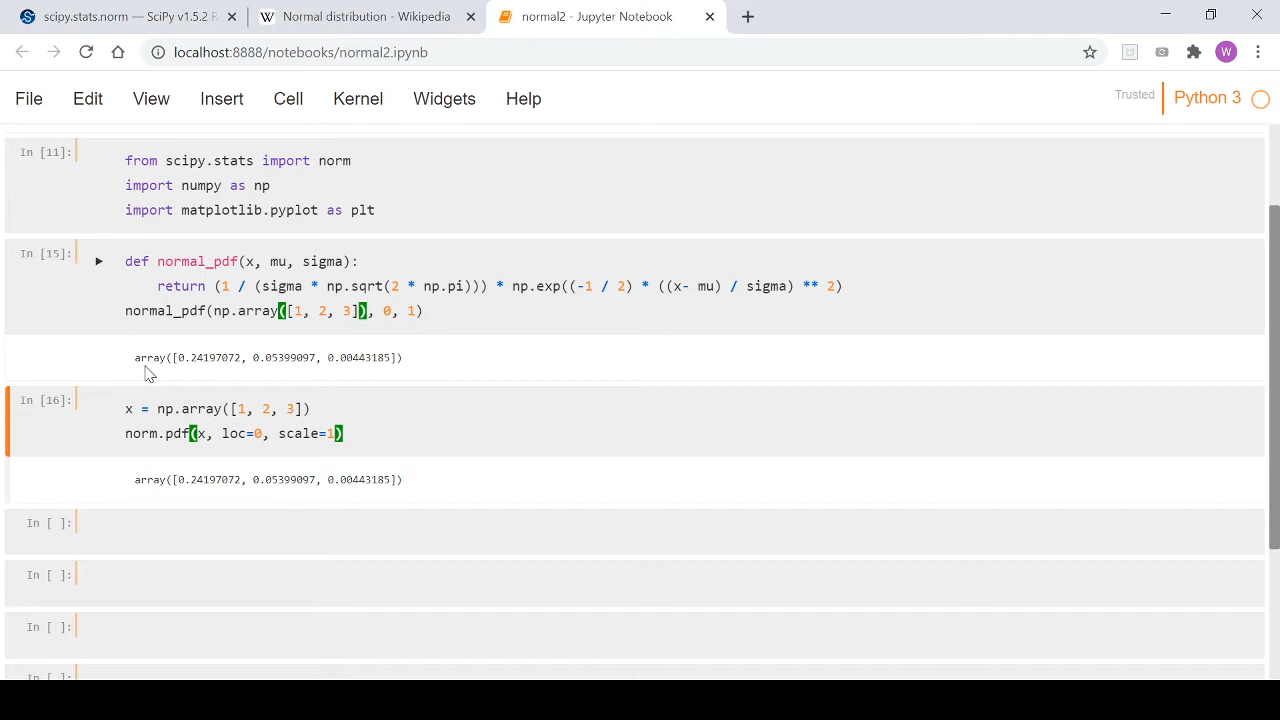 scipy.stats.norm — SciPy v1.5.2 R
Normal distribution - Wikipedia
normal2 - Jupyter Notebook
localhost:8888/notebooks/normal2.ipynb
W
File Edit View Insert Cell Kernel Widgets Help
Trusted
Python 3
In [11]:
from scipy.stats import norm
import numpy as np
import matplotlib.pyplot as plt
In [15]:
def normal_pdf(x, mu, sigma):
return (1 / (sigma * np.sqrt(2 * np.pi))) * np.exp((-1 / 2) * ((x- mu) / sigma) ** 2)
normal_pdf(np.array([1, 2, 3]), 0, 1)
array([0.24197072, 0.05399097, 0.00443185])
In [16]:
x = np.array([1, 2, 3])
norm.pdf(x, loc=0, scale=1)
array([0.24197072, 0.05399097, 0.00443185])
In [ ]:
In [ ]:
In [ ]:
In [ ]: